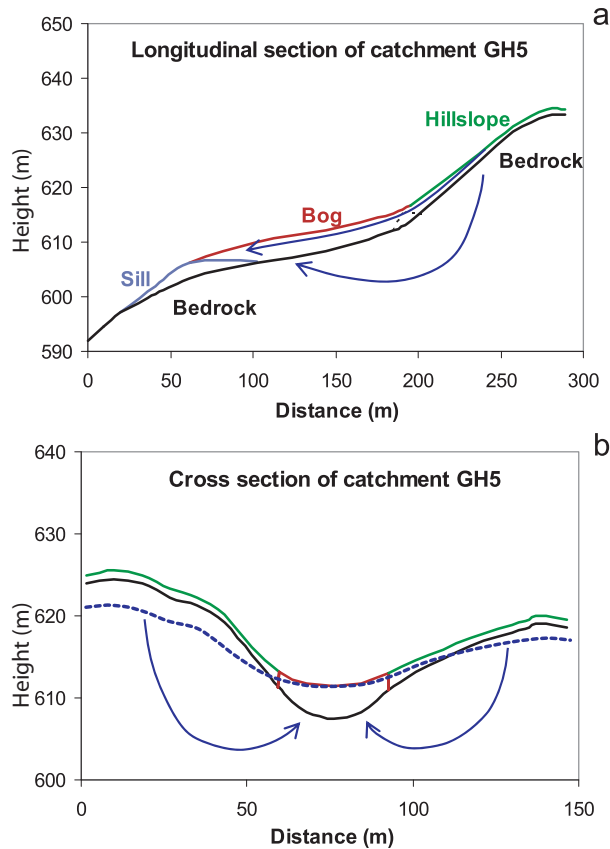 a
Longitudinal section of catchment GH5
650
640
630
620
610
600
590
Height (m)
Hillslope
Bedrock
Bog
Sill
Bedrock
0 50 100 150 200 250 300
Distance (m)
b
Cross section of catchment GH5
640
630
620
610
600
Height (m)
0 50 100 150
Distance (m)